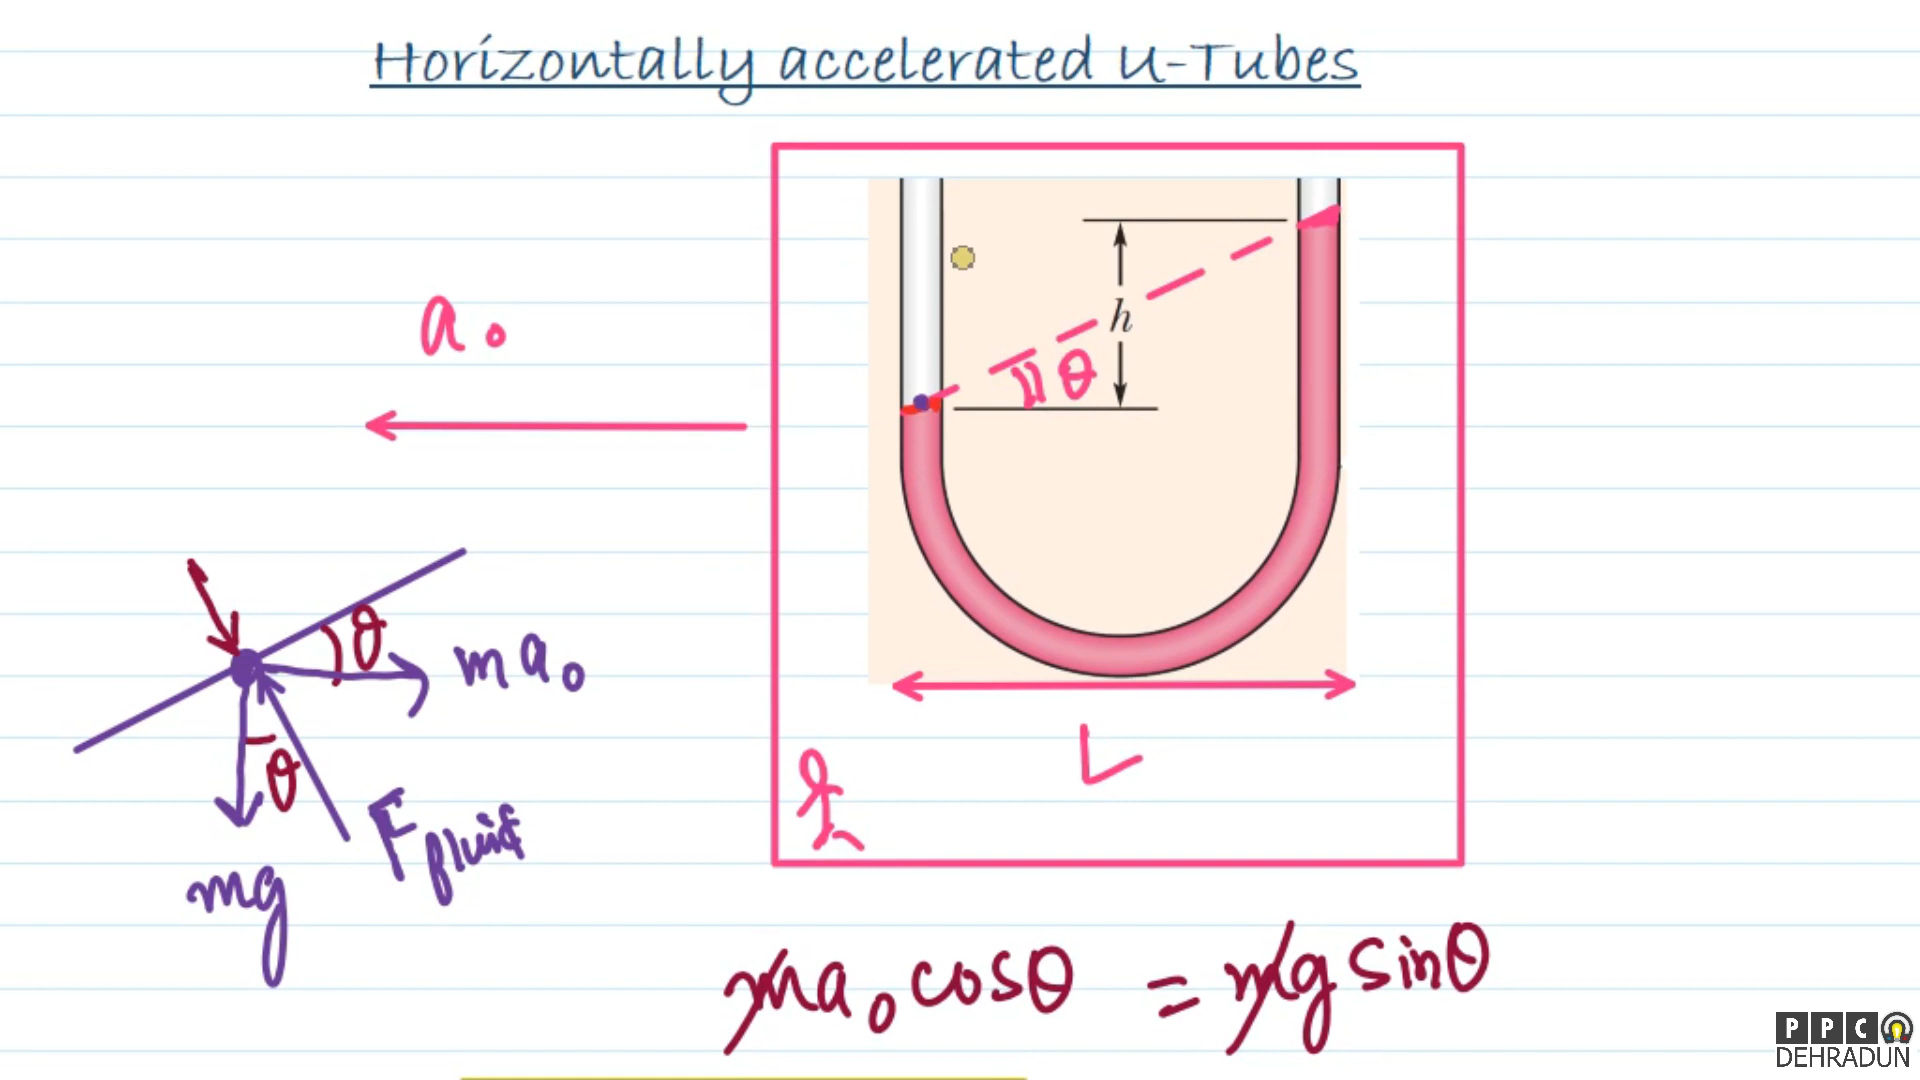 Horizontally accelerated U-Tubes
a₀
h
θ
L
θ
ma₀
θ
F fluid
mg
ma₀cosθ = mg sinθ
PPC
DEHRADUN